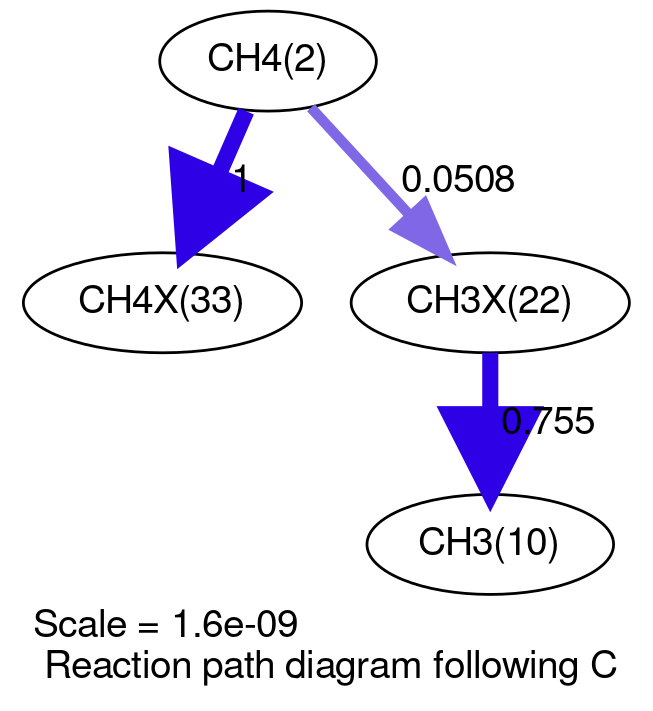 CH4(2)
1
0.0508
CH4X(33)
CH3X(22)
0.755
CH3(10)
Scale = 1.6e-09
Reaction path diagram following C